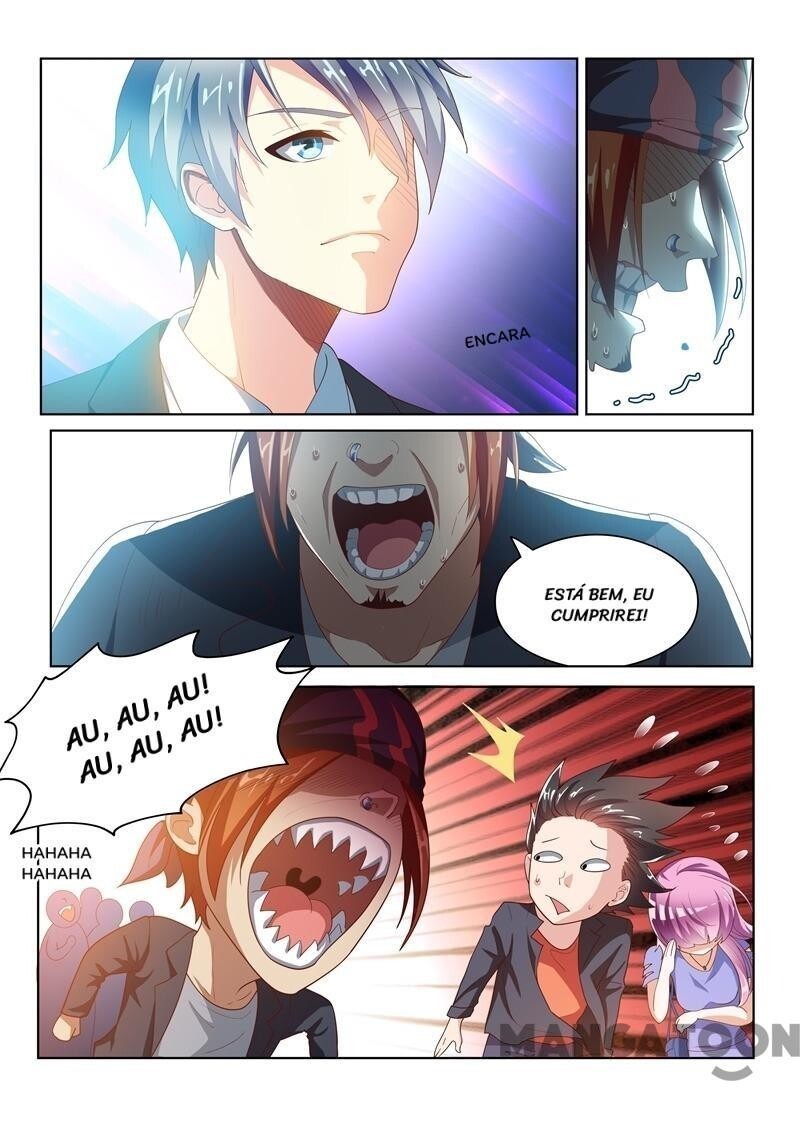 ENCARA
ESTÁ BEM, EU
CUMPRIREI!
AU, AU, AU!
AU, AU, AU!
HAHAHA
HAHAHA
MANGATOON